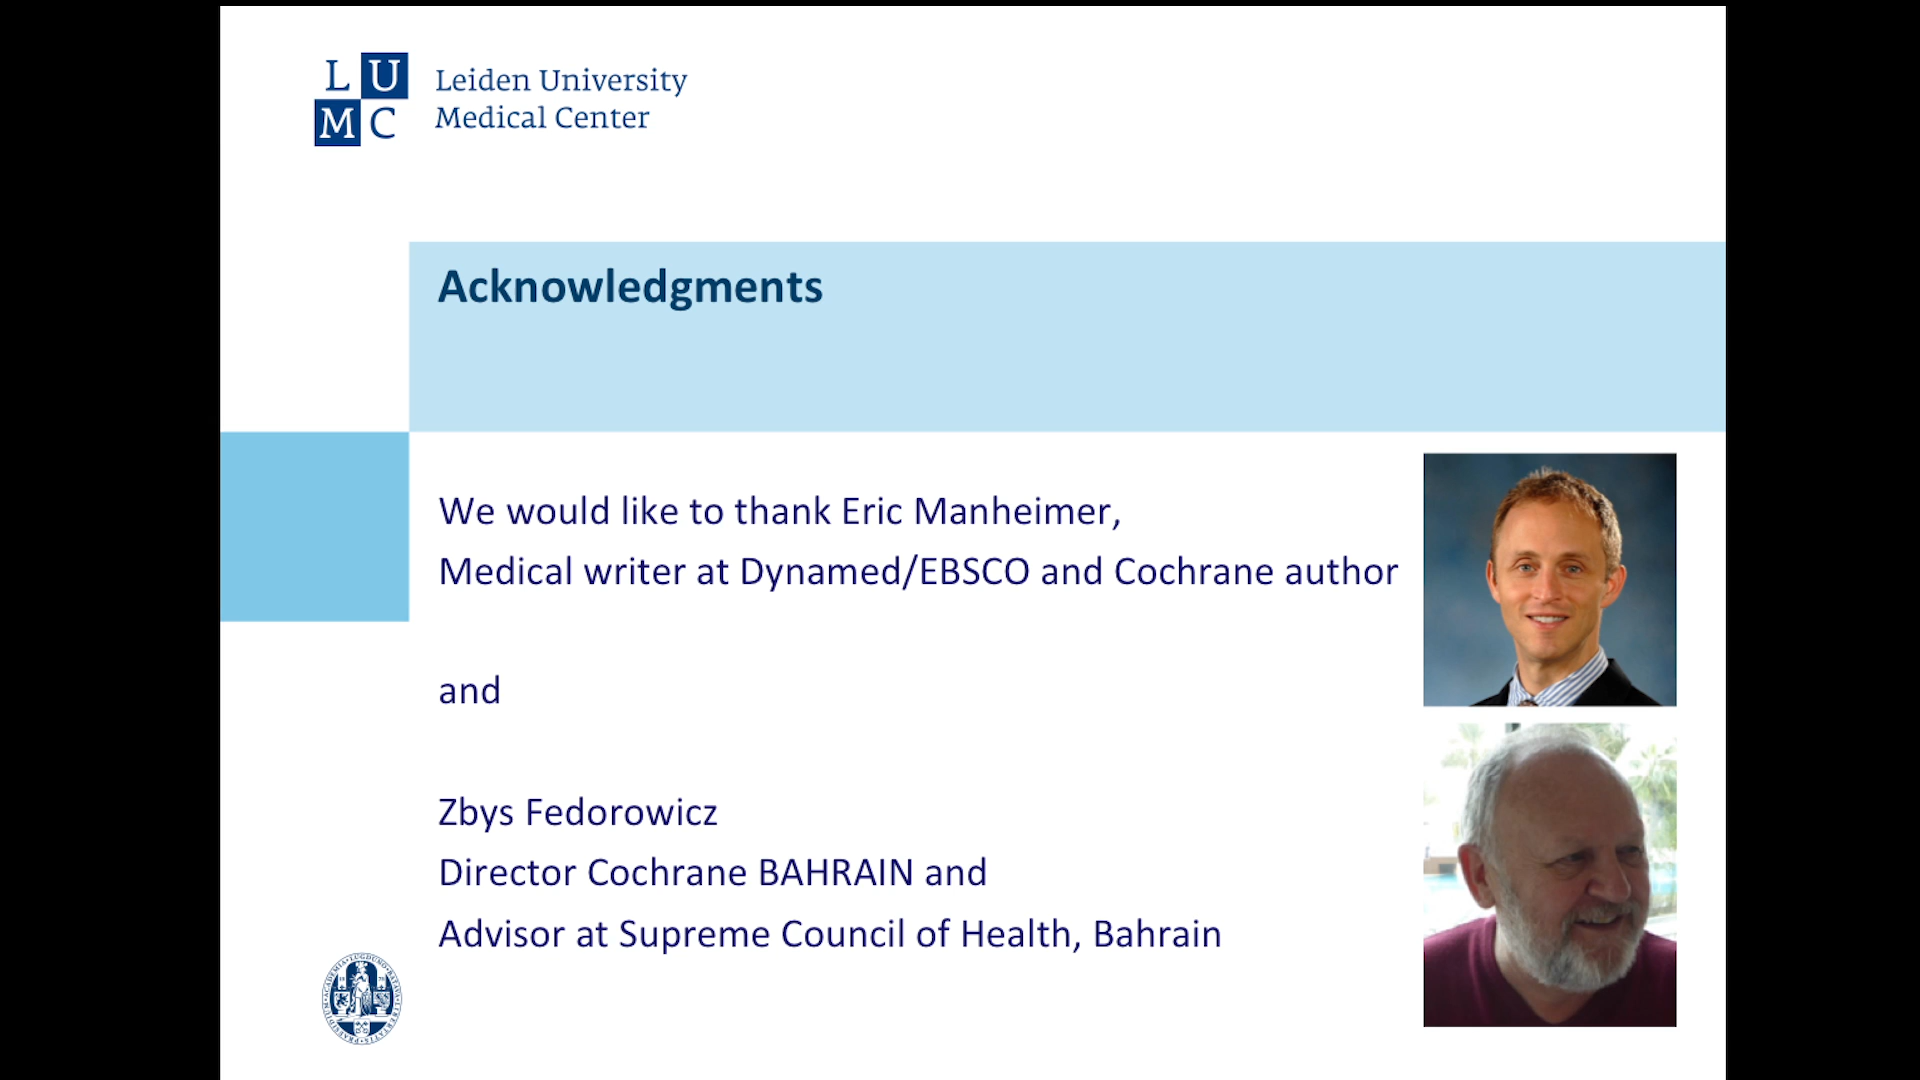 L U
M C
Leiden University
Medical Center
Acknowledgments
We would like to thank Eric Manheimer,
Medical writer at Dynamed/EBSCO and Cochrane author
and
Zbys Fedorowicz
Director Cochrane BAHRAIN and
Advisor at Supreme Council of Health, Bahrain